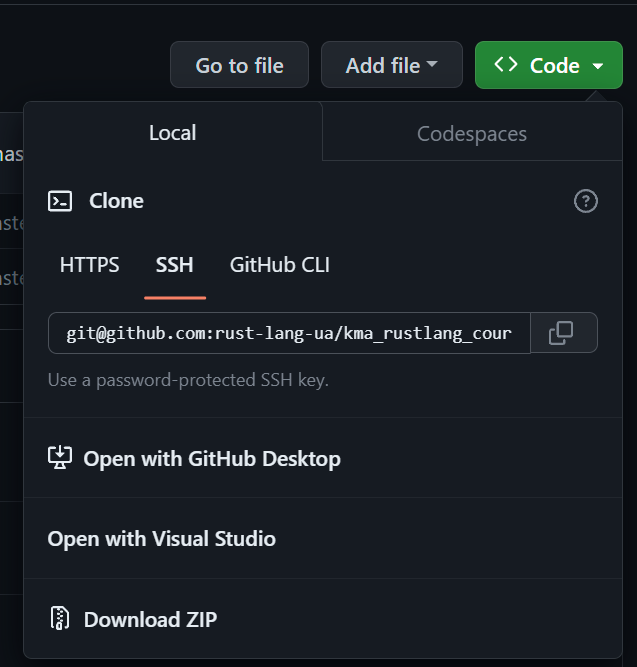 Go to file
Add file
Code
Local
Codespaces
Clone
HTTPS
SSH
GitHub CLI
git@github.com:rust-lang-ua/kma_rustlang_cour
Use a password-protected SSH key.
Open with GitHub Desktop
Open with Visual Studio
Download ZIP